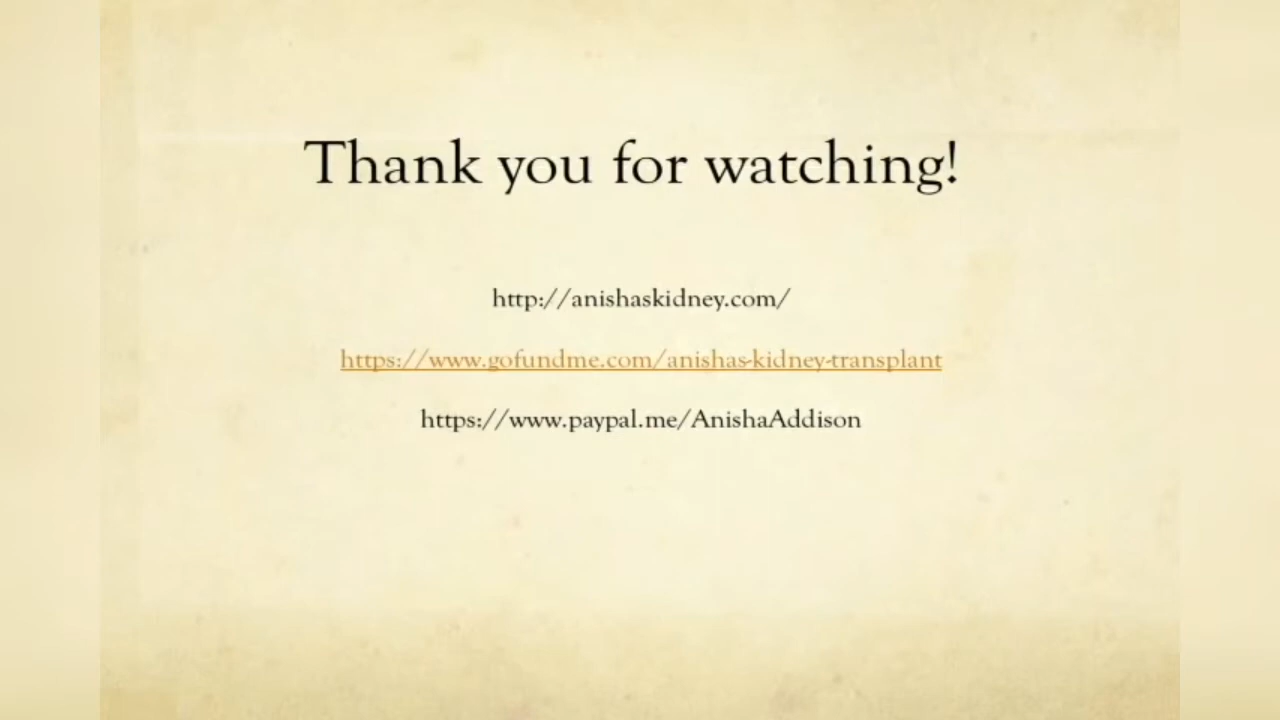 Thank you for watching!
http://anishaskidney.com/
https://www.gofundme.com/anishas-kidney-transplant
https://www.paypal.me/AnishaAddison